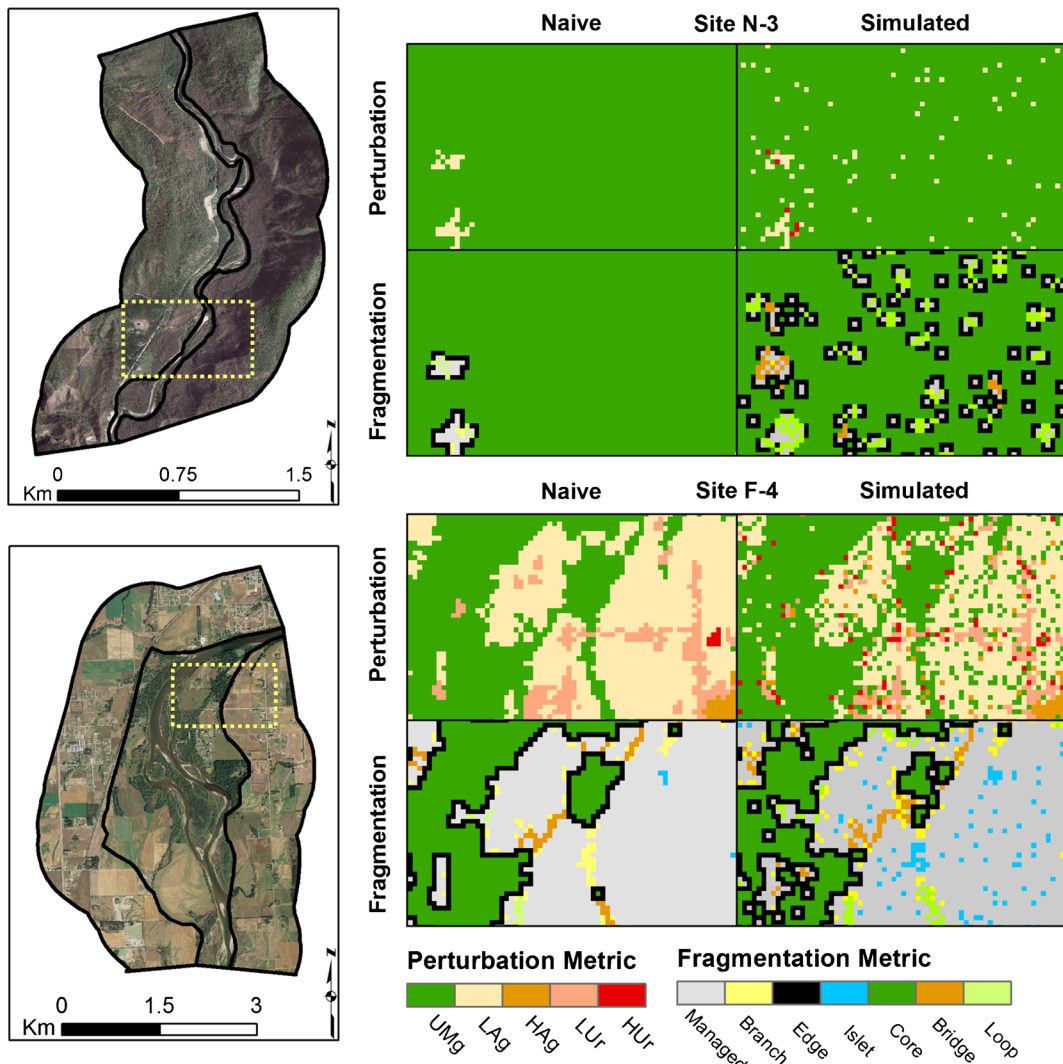 Naive Site N-3 Simulated
Perturbation
Fragmentation
N
0 0.75 1.5
Km
Naive Site F-4 Simulated
Perturbation
Fragmentation
N
0 1.5 3
Km
Perturbation Metric
UMg LAg HAg LUr HUr
Fragmentation Metric
Managed Branch Edge Islet Core Bridge Loop